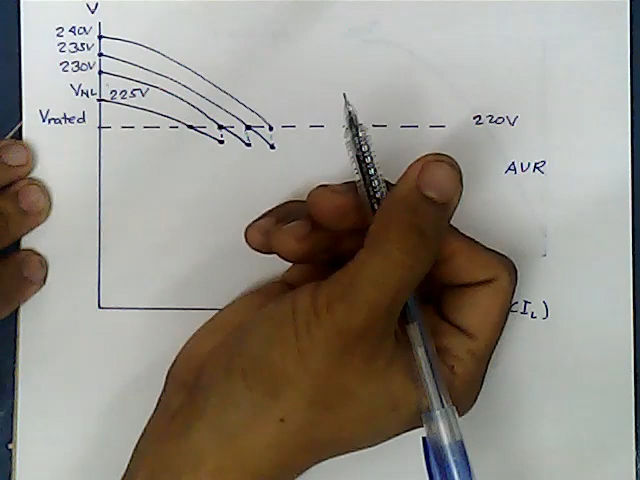 V
240V
235V
230V
VNL 225V
Vrated
220V
AVR
(IL)